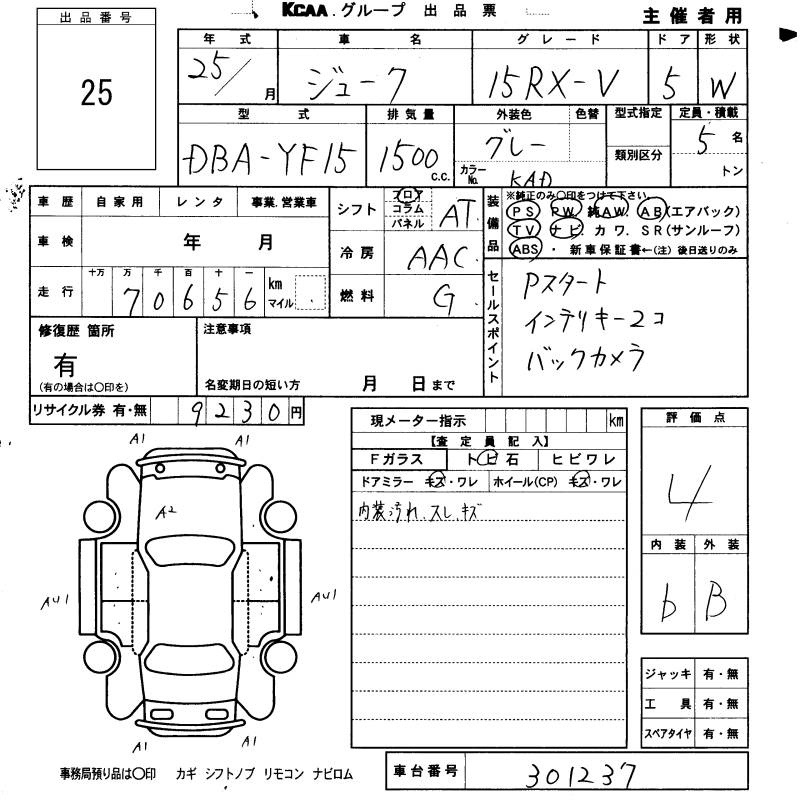 KCAA.グループ 出品票
主催者用
出品番号
25
年式 車名 グレード ドア 形状
25/ 月 ジューク 15RX-V 5 W
型式 排気量 外装色 色替 型式指定 定員・積載
DBA-YF15 1500 c.c. グレー 類別区分 5 名
カラーNo. KAD トン
車歴 自家用 レンタ 事業.営業車
シフト フロア コラム パネル AT
車検 年 月
冷房 AAC
走行 十万 万 千 百 十 一
7 0 6 5 6 km マイル
燃料 G
装備品
※純正のみ○印をつけて下さい。
PS PW. 純AW. AB(エアバック)
TV ナビ カワ. SR(サンルーフ)
ABS ・ 新車保証書←(注)後日送りのみ
セールスポイント
Pスタート
インテリキー2コ
バックカメラ
修復歴 箇所
有
(有の場合は○印を)
注意事項
名変期日の短い方 月 日まで
リサイクル券 有・無 9230円
A1 A1
A2
AU1 AU1
A1 A1
現メーター指示 km
【査定員記入】
Fガラス トビ石 ヒビワレ
ドアミラー キズ・ワレ ホイール(CP) キズ・ワレ
内装汚れ、スレ、キズ
評価点
4
内装 外装
b B
ジャッキ 有・無
工具 有・無
スペアタイヤ 有・無
事務局預り品は○印 カギ シフトノブ リモコン ナビロム
車台番号 301237